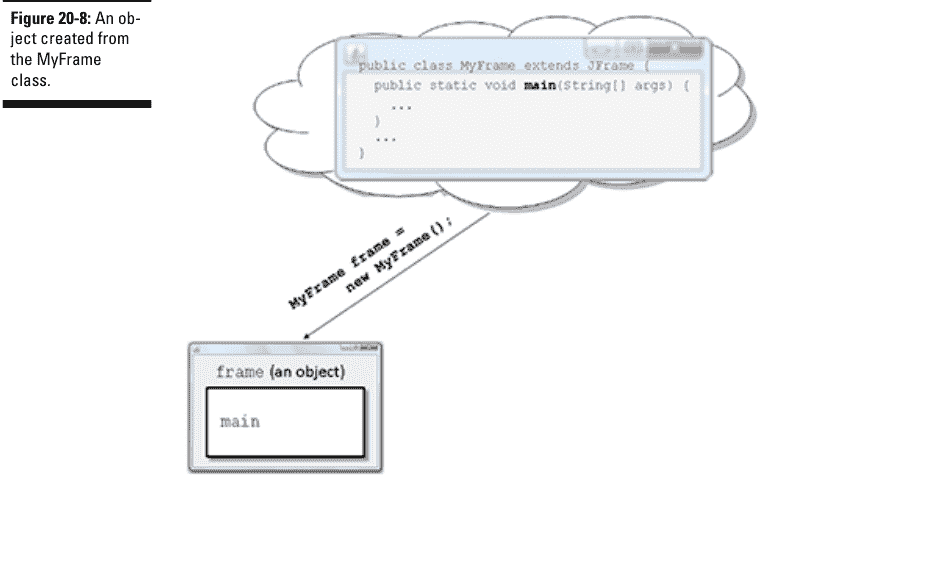 Figure 20-8: An ob-
ject created from
the MyFrame
class.
public class MyFrame extends JFrame {
public static void main(String[] args) {
...
}
...
}
MyFrame frame =
new MyFrame();
frame (an object)
main